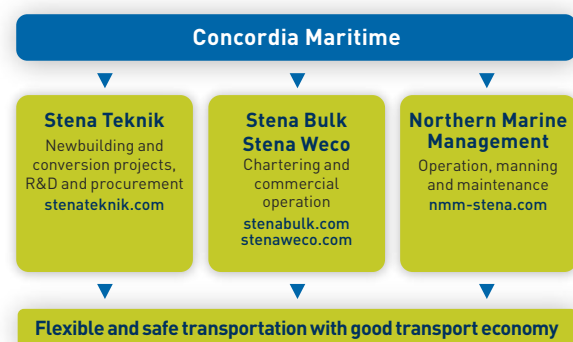 Concordia Maritime
Stena Teknik
Newbuilding and
conversion projects,
R&D and procurement
stenateknik.com
Stena Bulk
Stena Weco
Chartering and
commercial
operation
stenabulk.com
stenaweco.com
Northern Marine
Management
Operation, manning
and maintenance
nmm-stena.com
Flexible and safe transportation with good transport economy